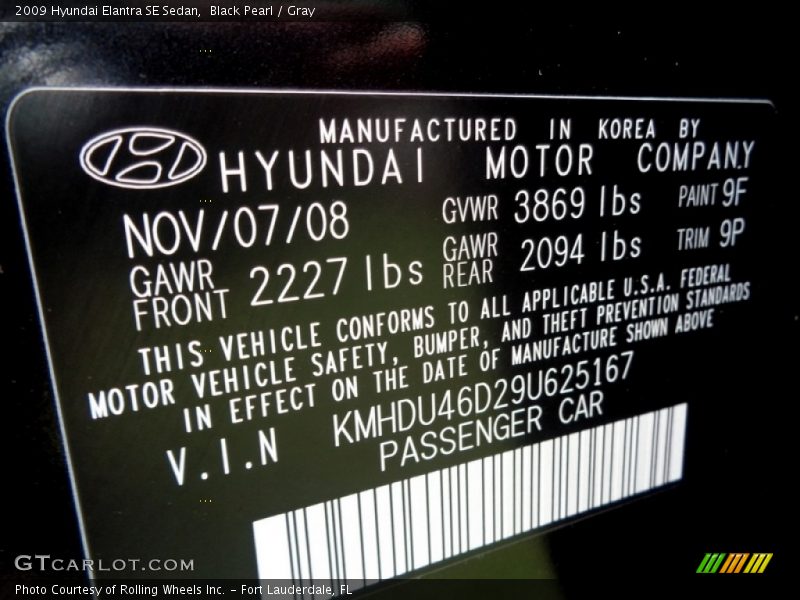 2009 Hyundai Elantra SE Sedan,  Black Pearl / Gray
MANUFACTURED IN KOREA BY
HYUNDAI MOTOR COMPANY
NOV/07/08 GVWR 3869 lbs PAINT 9F
GAWR FRONT 2227 lbs GAWR REAR 2094 lbs TRIM 9P
THIS VEHICLE CONFORMS TO ALL APPLICABLE U.S.A. FEDERAL
MOTOR VEHICLE SAFETY, BUMPER, AND THEFT PREVENTION STANDARDS
IN EFFECT ON THE DATE OF MANUFACTURE SHOWN ABOVE
V.I.N KMHDU46D29U625167
PASSENGER CAR
GTCARLOT.COM
Photo Courtesy of Rolling Wheels Inc. – Fort Lauderdale, FL